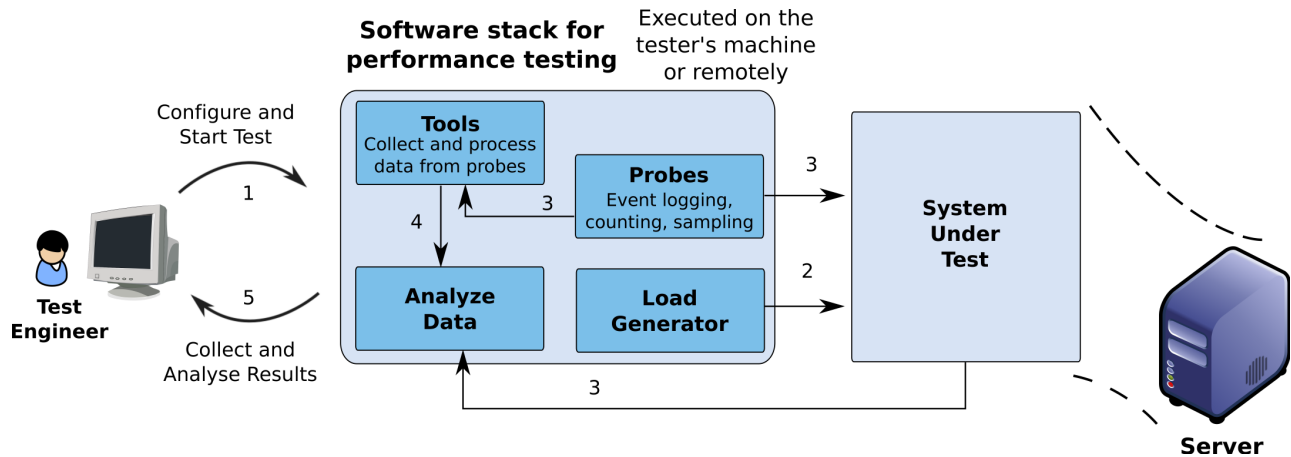 Software stack for
performance testing
Executed on the
tester's machine
or remotely
Configure and
Start Test
1
Test
Engineer
5
Collect and
Analyse Results
Tools
Collect and process
data from probes
Probes
Event logging,
counting, sampling
3
4
3
Analyze
Data
Load
Generator
2
3
System
Under
Test
Server